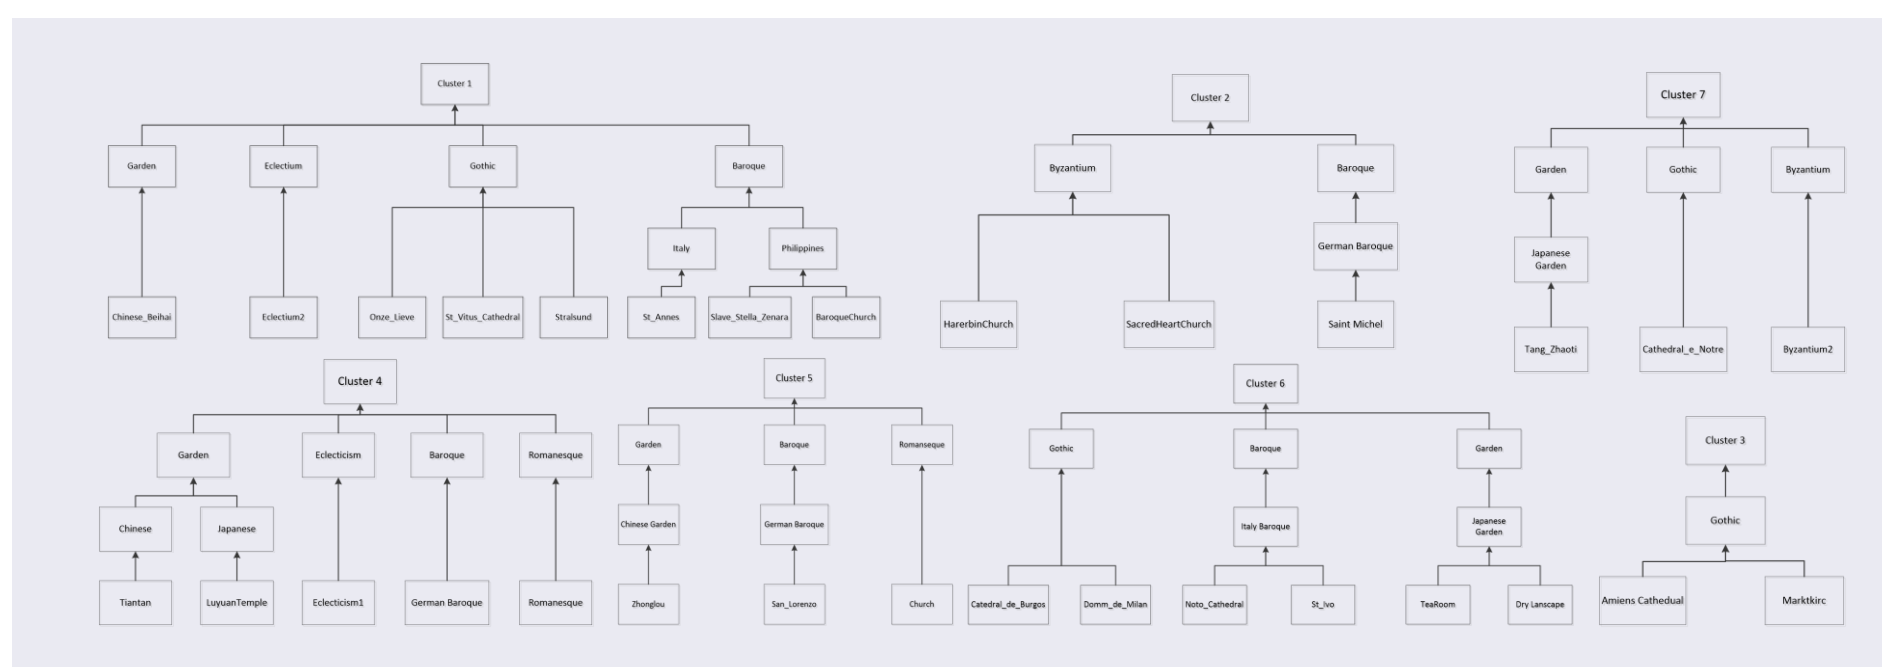 Cluster 1
Garden
Eclectium
Gothic
Baroque
Italy
Philippines
Chinese_Beihai
Eclectium2
Onze_Lieve
St_Vitus_Cathedral
Stralsund
St_Annes
Slave_Stella_Zenara
BaroqueChurch
Cluster 2
Byzantium
Baroque
German Baroque
HarerbinChurch
SacredHeartChurch
Saint Michel
Cluster 7
Garden
Gothic
Byzantium
Japanese
Garden
Tang_Zhaoti
Cathedral_e_Notre
Byzantium2
Cluster 4
Garden
Eclecticism
Baroque
Romanesque
Chinese
Japanese
Tiantan
LuyuanTemple
Eclecticism1
German Baroque
Romanesque
Cluster 5
Garden
Baroque
Romanseque
Chinese Garden
German Baroque
Zhonglou
San_Lorenzo
Church
Cluster 6
Gothic
Baroque
Garden
Italy Baroque
Japanese
Garden
Catedral_de_Burgos
Domm_de_Milan
Noto_Cathedral
St_Ivo
TeaRoom
Dry Lanscape
Cluster 3
Gothic
Amiens Cathedual
Marktkirc